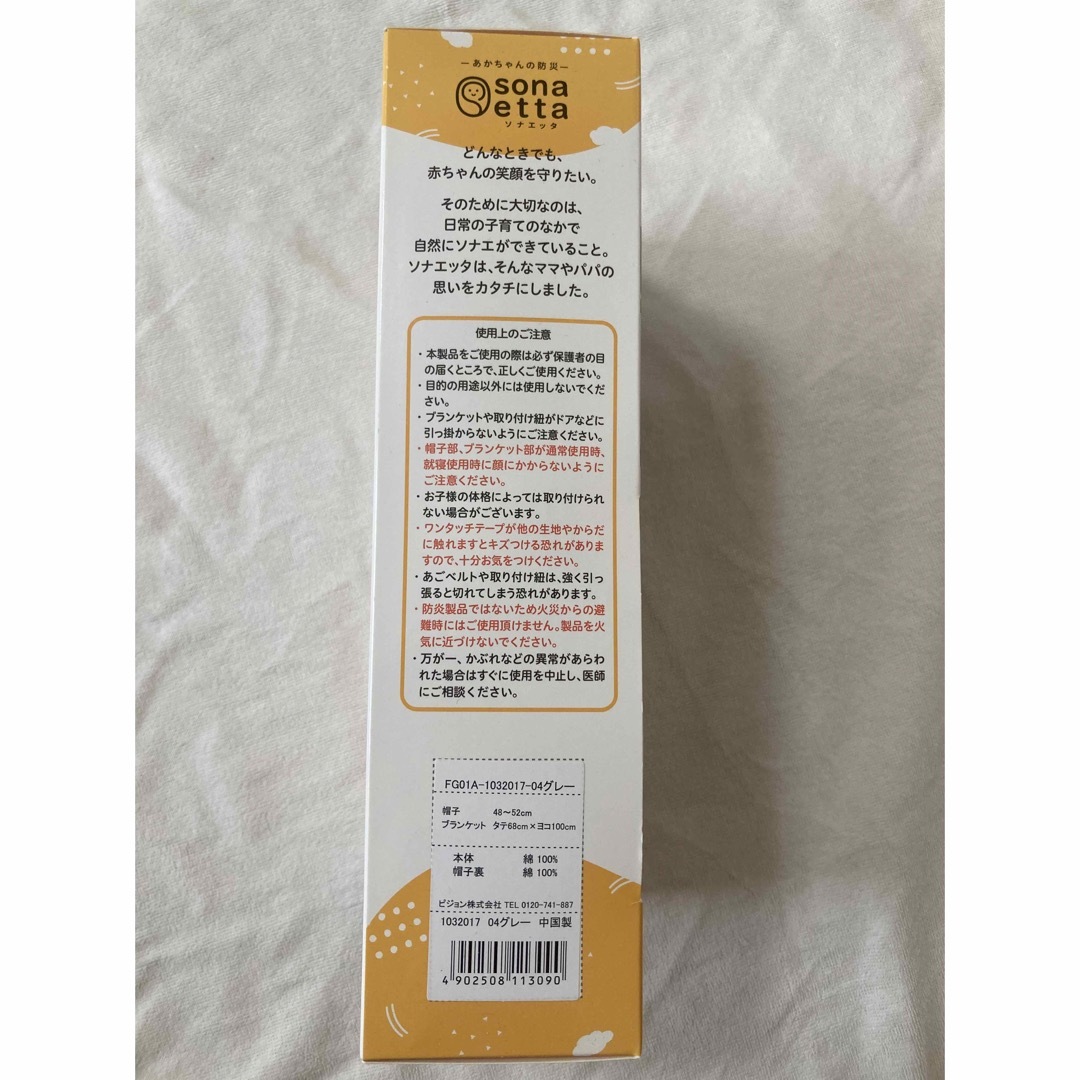 ―あかちゃんの防災―
sona
etta
ソナエッタ
どんなときでも、
赤ちゃんの笑顔を守りたい。
そのために大切なのは、
日常の子育てのなかで
自然にソナエができていること。
ソナエッタは、そんなママやパパの
思いをカタチにしました。
使用上のご注意
・本製品をご使用の際は必ず保護者の目
の届くところで、正しくご使用ください。
・目的の用途以外には使用しないでくだ
さい。
・ブランケットや取り付け紐がドアなどに
引っ掛からないようにご注意ください。
・帽子部、ブランケット部が通常使用時、
就寝使用時に顔にかからないように
ご注意ください。
・お子様の体格によっては取り付けられ
ない場合がございます。
・ワンタッチテープが他の生地やからだ
に触れますとキズつける恐れがありま
すので、十分お気をつけください。
・あごベルトや取り付け紐は、強く引っ
張ると切れてしまう恐れがあります。
・防炎製品ではないため火災からの避
難時にはご使用頂けません。製品を火
気に近づけないでください。
・万が一、かぶれなどの異常があらわ
れた場合はすぐに使用を中止し、医師
にご相談ください。
FG01A-1032017-04グレー
帽子 48～52cm
ブランケット タテ68cm×ヨコ100cm
本体 綿 100%
帽子裏 綿 100%
ピジョン株式会社 TEL 0120-741-887
1032017 04グレー 中国製
4 902508 113090